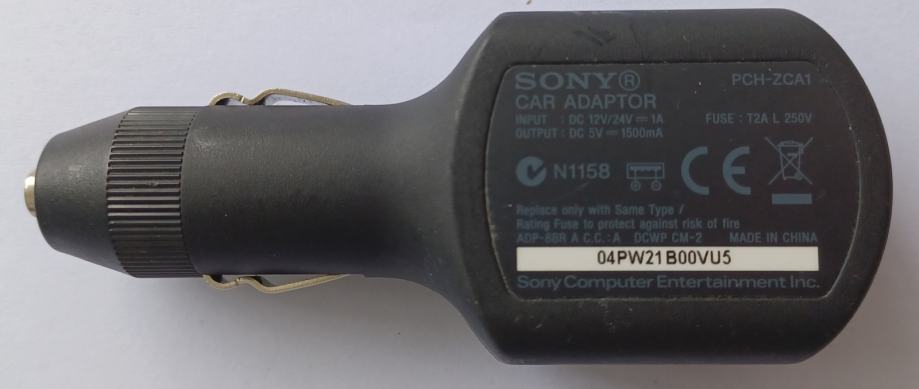 SONY® PCH-ZCA1
CAR ADAPTOR
INPUT : DC 12V/24V ⎓ 1A FUSE : T2A L 250V
OUTPUT : DC 5V ⎓ 1500mA
N1158 CE
Replace only with Same Type /
Rating Fuse to protect against risk of fire
ADP-8BR A C.C.:A DCWP CM-2 MADE IN CHINA
04PW21B00VU5
Sony Computer Entertainment Inc.